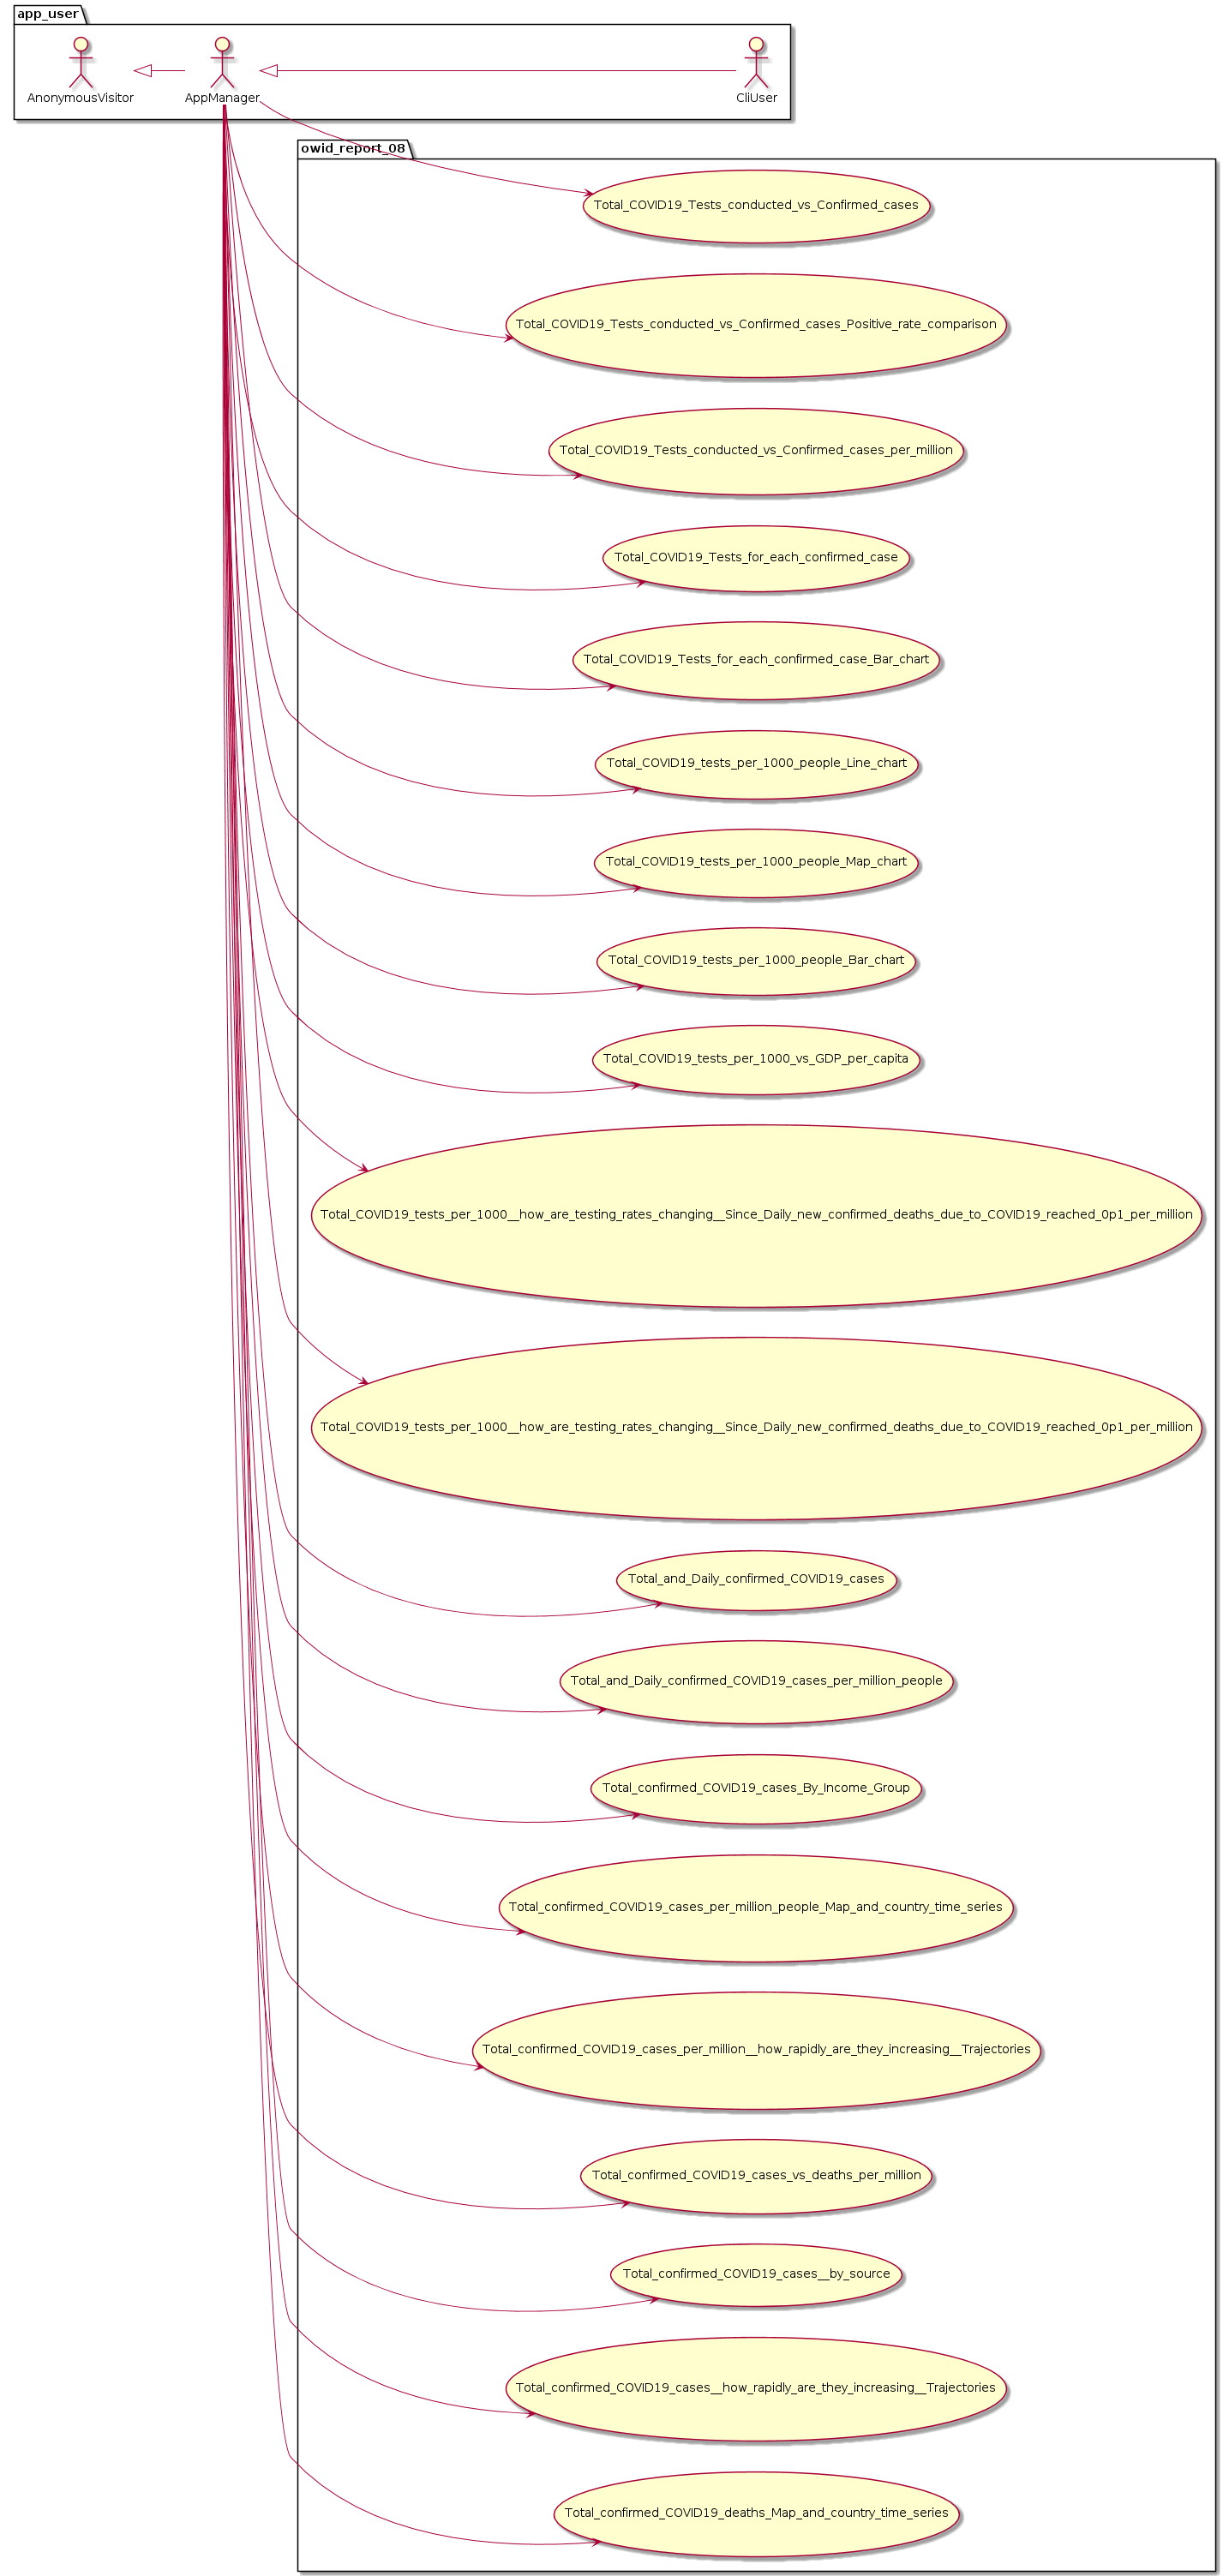 app_user
AnonymousVisitor
AppManager
CliUser
owid_report_08
Total_COVID19_Tests_conducted_vs_Confirmed_cases
Total_COVID19_Tests_conducted_vs_Confirmed_cases_Positive_rate_comparison
Total_COVID19_Tests_conducted_vs_Confirmed_cases_per_million
Total_COVID19_Tests_for_each_confirmed_case
Total_COVID19_Tests_for_each_confirmed_case_Bar_chart
Total_COVID19_tests_per_1000_people_Line_chart
Total_COVID19_tests_per_1000_people_Map_chart
Total_COVID19_tests_per_1000_people_Bar_chart
Total_COVID19_tests_per_1000_vs_GDP_per_capita
Total_COVID19_tests_per_1000__how_are_testing_rates_changing__Since_Daily_new_confirmed_deaths_due_to_COVID19_reached_0p1_per_million
Total_COVID19_tests_per_1000__how_are_testing_rates_changing__Since_Daily_new_confirmed_deaths_due_to_COVID19_reached_0p1_per_million
Total_and_Daily_confirmed_COVID19_cases
Total_and_Daily_confirmed_COVID19_cases_per_million_people
Total_confirmed_COVID19_cases_By_Income_Group
Total_confirmed_COVID19_cases_per_million_people_Map_and_country_time_series
Total_confirmed_COVID19_cases_per_million__how_rapidly_are_they_increasing__Trajectories
Total_confirmed_COVID19_cases_vs_deaths_per_million
Total_confirmed_COVID19_cases__by_source
Total_confirmed_COVID19_cases__how_rapidly_are_they_increasing__Trajectories
Total_confirmed_COVID19_deaths_Map_and_country_time_series